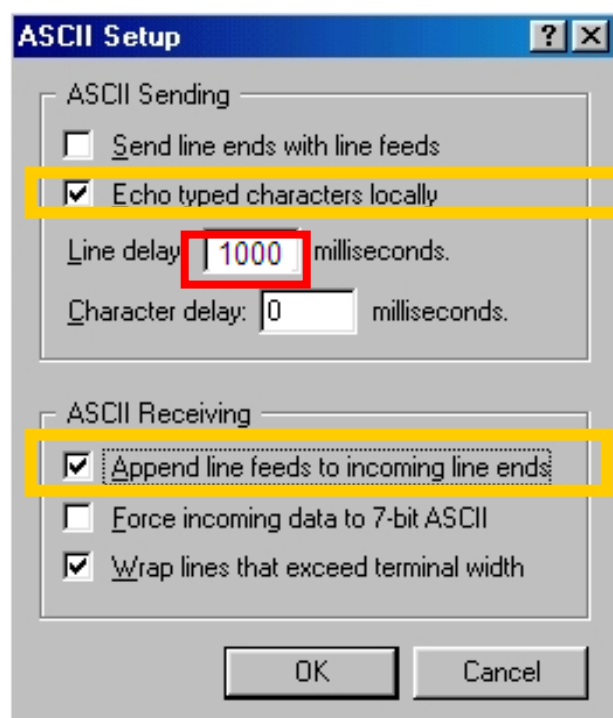 ASCII Setup
ASCII Sending
Send line ends with line feeds
Echo typed characters locally
Line delay: 1000 milliseconds.
Character delay: 0 milliseconds.
ASCII Receiving
Append line feeds to incoming line ends
Force incoming data to 7-bit ASCII
Wrap lines that exceed terminal width
OK Cancel